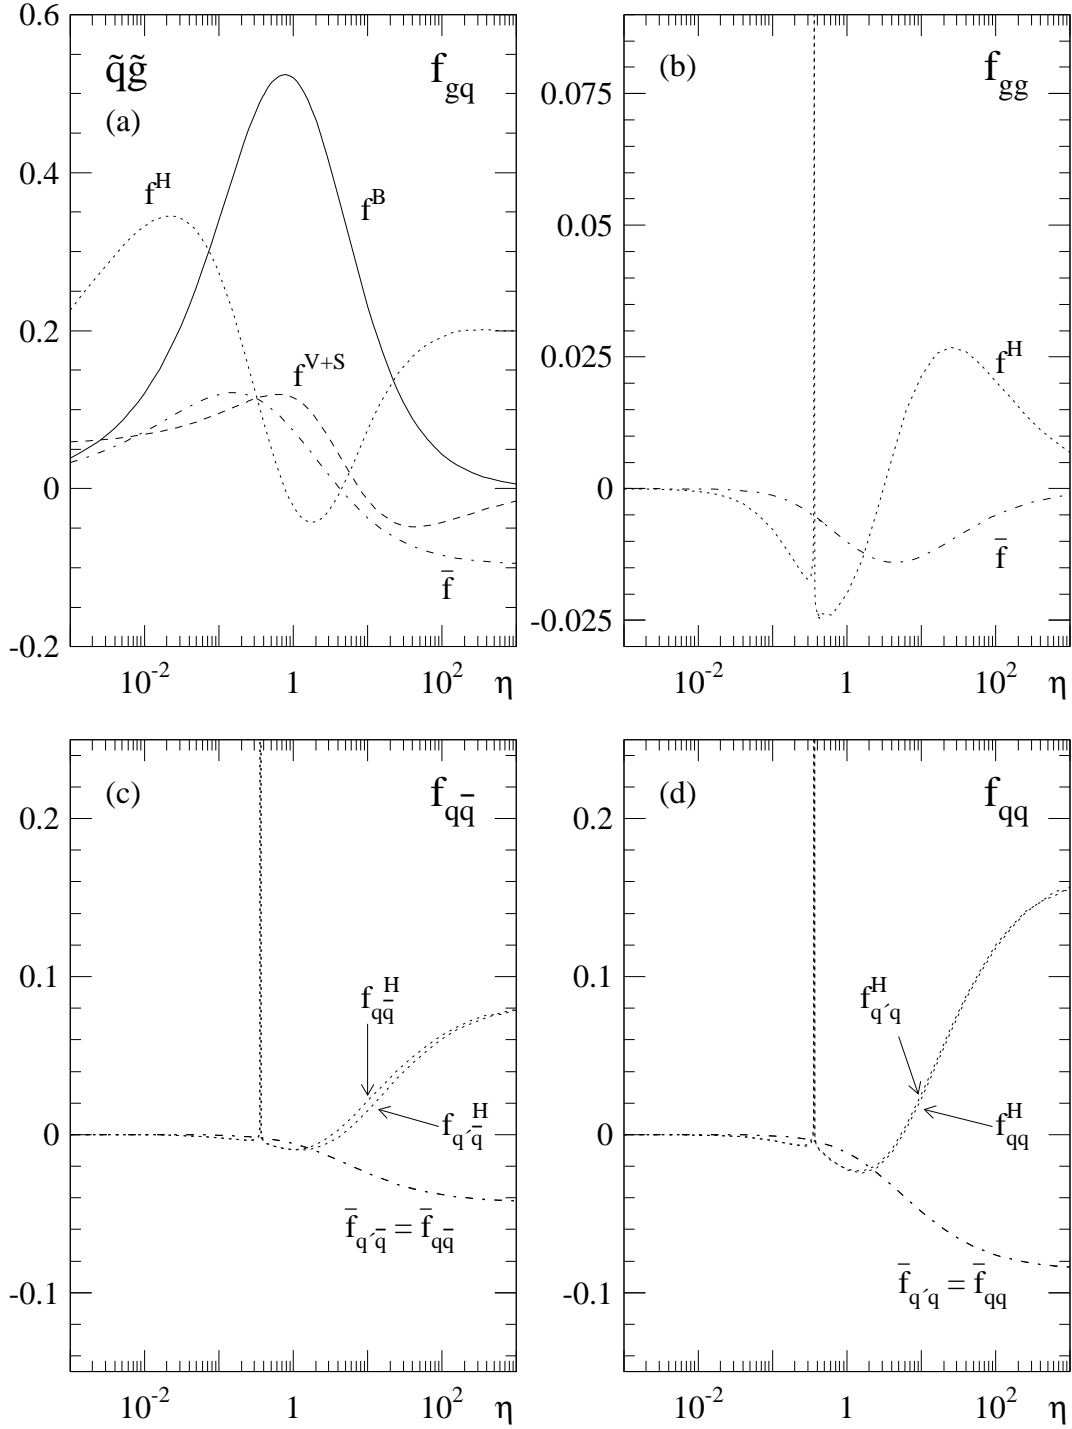 0.6
q̃g̃ f_gq
(a)
0.4
f^H
f^B
0.2
f^V+S
0
f̄
-0.2
10^-2 1 10^2 η
(b) f_gg
0.075
0.05
0.025
f^H
0
f̄
-0.025
10^-2 1 10^2 η
(c) f_qq̄
0.2
0.1
f_qq̄^H
f_q´q̄^H
0
f̄_q´q̄ = f̄_qq̄
-0.1
10^-2 1 10^2 η
(d) f_qq
0.2
0.1
f_q´q^H
f_qq^H
0
f̄_q´q = f̄_qq
-0.1
10^-2 1 10^2 η